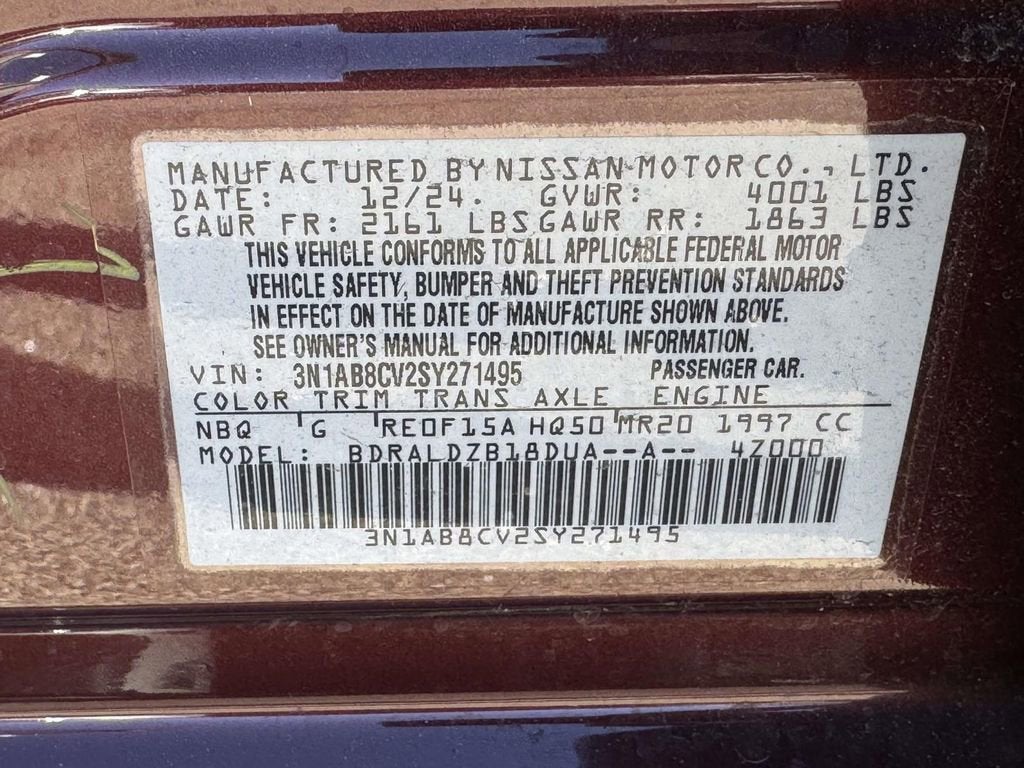 MANUFACTURED BY NISSAN MOTOR CO., LTD.
DATE: 12/24. GVWR: 4001 LBS
GAWR FR: 2161 LBS GAWR RR: 1863 LBS
THIS VEHICLE CONFORMS TO ALL APPLICABLE FEDERAL MOTOR
VEHICLE SAFETY, BUMPER AND THEFT PREVENTION STANDARDS
IN EFFECT ON THE DATE OF MANUFACTURE SHOWN ABOVE.
SEE OWNER'S MANUAL FOR ADDITIONAL INFORMATION.
VIN: 3N1AB8CV2SY271495 PASSENGER CAR.
COLOR TRIM TRANS AXLE ENGINE
NBQ G RE0F15A HQ50 MR20 1997 CC
MODEL: BDRALDZB18DUA--A-- 4Z000
3N1AB8CV2SY271495